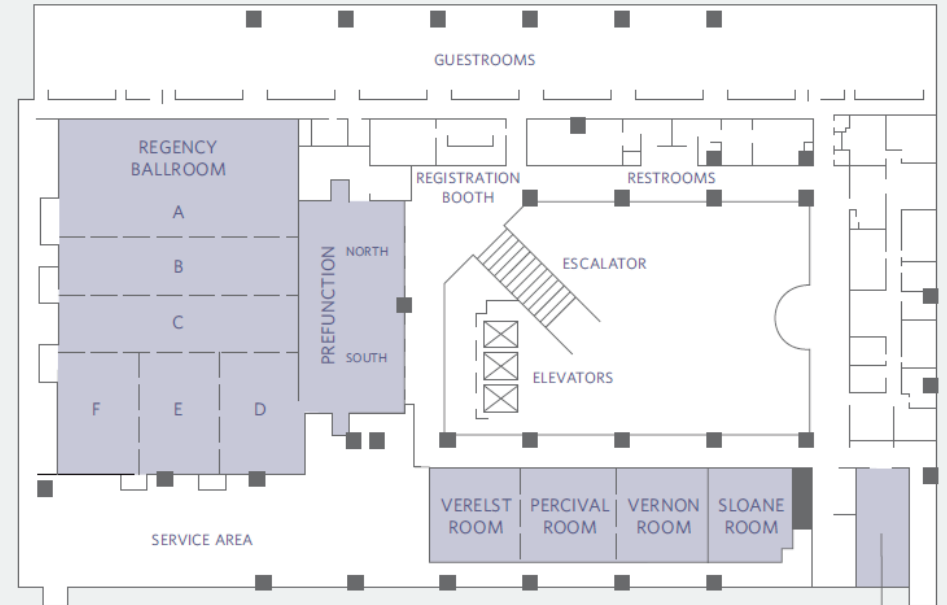 GUESTROOMS
REGENCY
BALLROOM
A
B
C
F
E
D
PREFUNCTION
NORTH
SOUTH
REGISTRATION
BOOTH
RESTROOMS
ESCALATOR
ELEVATORS
VERELST
ROOM
PERCIVAL
ROOM
VERNON
ROOM
SLOANE
ROOM
SERVICE AREA